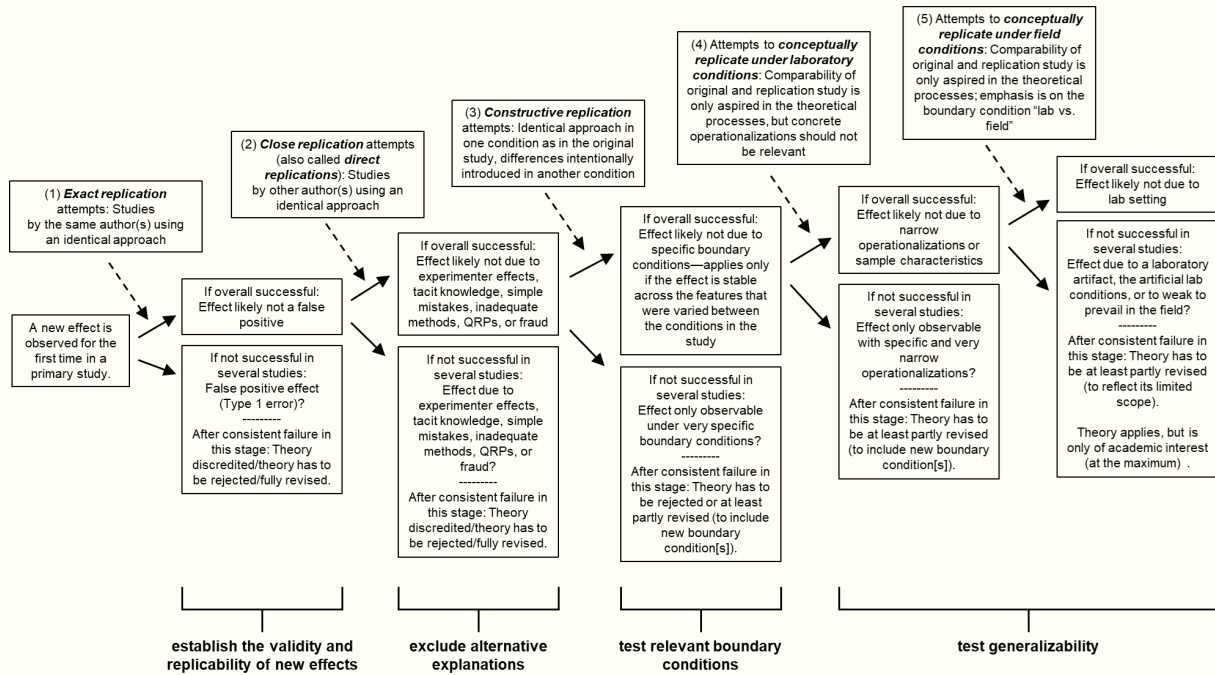 (1) Exact replication
attempts: Studies
by the same author(s) using
an identical approach
A new effect is
observed for the
first time in a
primary study.
(2) Close replication attempts
(also called direct
replications): Studies
by other author(s) using an
identical approach
If overall successful:
Effect likely not a false
positive
If not successful in
several studies:
False positive effect
(Type 1 error)?
---------
After consistent failure in
this stage: Theory
discredited/theory has to
be rejected/fully revised.
(3) Constructive replication
attempts: Identical approach in
one condition as in the original
study, differences intentionally
introduced in another condition
If overall successful:
Effect likely not due to
experimenter effects,
tacit knowledge, simple
mistakes, inadequate
methods, QRPs, or fraud
If not successful in
several studies:
Effect due to
experimenter effects,
tacit knowledge, simple
mistakes, inadequate
methods, QRPs, or
fraud?
---------
After consistent failure in
this stage: Theory
discredited/theory has to
be rejected/fully revised.
(4) Attempts to conceptually
replicate under laboratory
conditions: Comparability of
original and replication study is
only aspired in the theoretical
processes, but concrete
operationalizations should not
be relevant
If overall successful:
Effect likely not due to
specific boundary
conditions—applies only
if the effect is stable
across the features that
were varied between
the conditions in the
study
If not successful in
several studies:
Effect only observable
under very specific
boundary conditions?
---------
After consistent failure in
this stage: Theory has to
be rejected or at least
partly revised (to include
new boundary
condition[s]).
(5) Attempts to conceptually
replicate under field
conditions: Comparability of
original and replication study is
only aspired in the theoretical
processes; emphasis is on the
boundary condition “lab vs.
field”
If overall successful:
Effect likely not due to
narrow
operationalizations or
sample characteristics
If not successful in
several studies:
Effect only observable
with specific and very
narrow
operationalizations?
---------
After consistent failure in
this stage: Theory has to
be at least partly revised
(to include new boundary
condition[s]).
If overall successful:
Effect likely not due to
lab setting
If not successful in
several studies:
Effect due to a laboratory
artifact, the artificial lab
conditions, or to weak to
prevail in the field?
---------
After consistent failure in
this stage: Theory has to
be at least partly revised
(to reflect its limited
scope).
Theory applies, but is
only of academic interest
(at the maximum) .
establish the validity and
replicability of new effects
exclude alternative
explanations
test relevant boundary
conditions
test generalizability